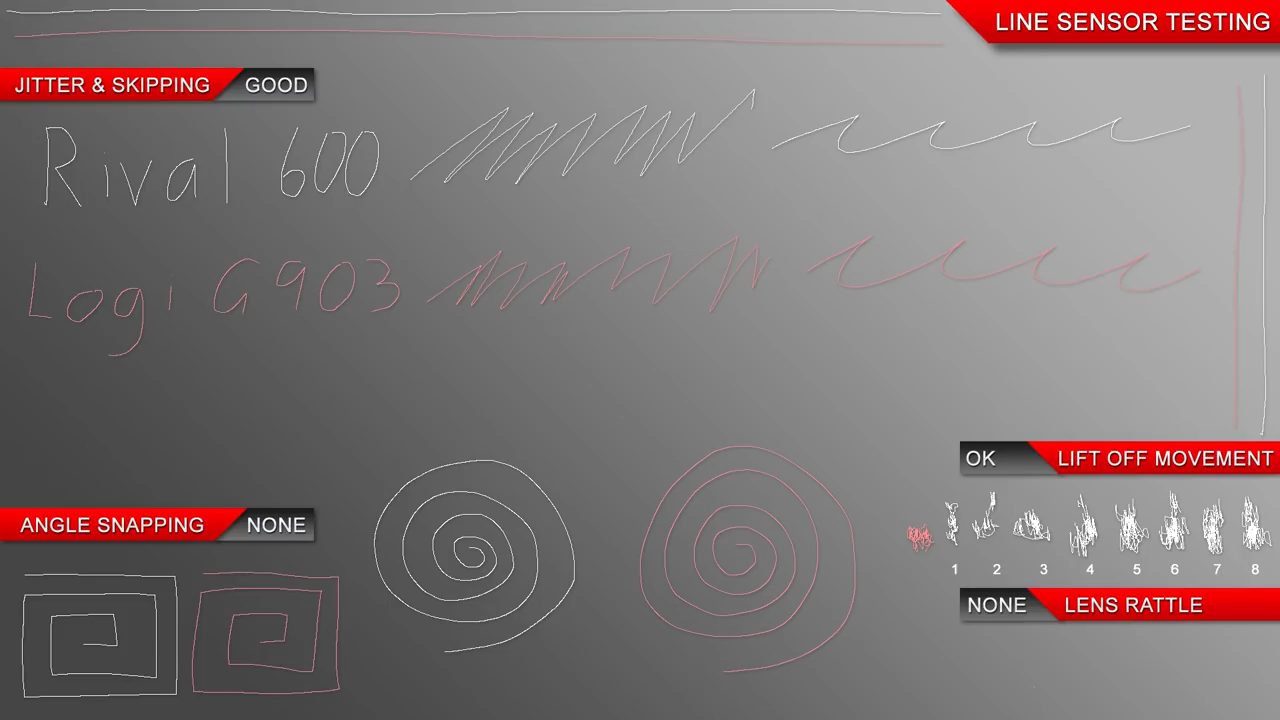 LINE SENSOR TESTING
JITTER & SKIPPING GOOD
Rival 600
Logi G903
OK LIFT OFF MOVEMENT
ANGLE SNAPPING NONE
1 2 3 4 5 6 7 8
NONE LENS RATTLE